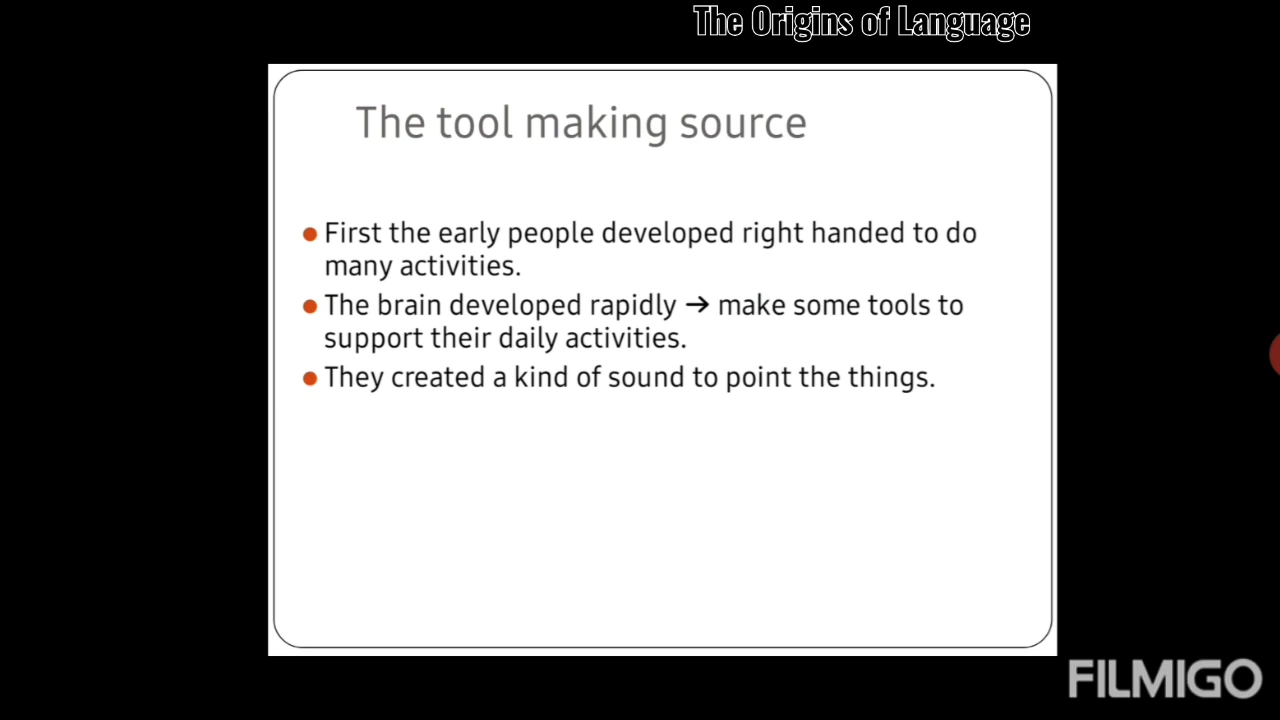 The Origins of Language
The tool making source
First the early people developed right handed to do
many activities.
The brain developed rapidly → make some tools to
support their daily activities.
They created a kind of sound to point the things.
FILMIGO